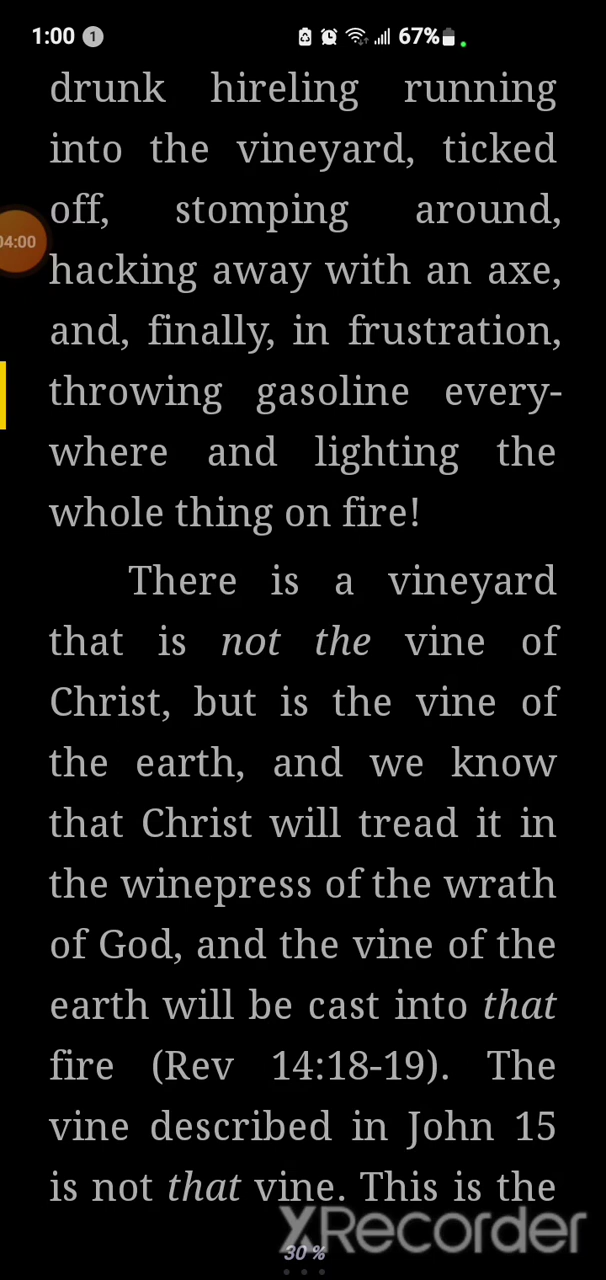 1:00 1 67%
drunk hireling running
into the vineyard, ticked
off, stomping around,
04:00
hacking away with an axe,
and, finally, in frustration,
throwing gasoline every-
where and lighting the
whole thing on fire!
There is a vineyard
that is not the vine of
Christ, but is the vine of
the earth, and we know
that Christ will tread it in
the winepress of the wrath
of God, and the vine of the
earth will be cast into that
fire (Rev 14:18-19). The
vine described in John 15
is not that vine. This is the
XRecorder
30 %